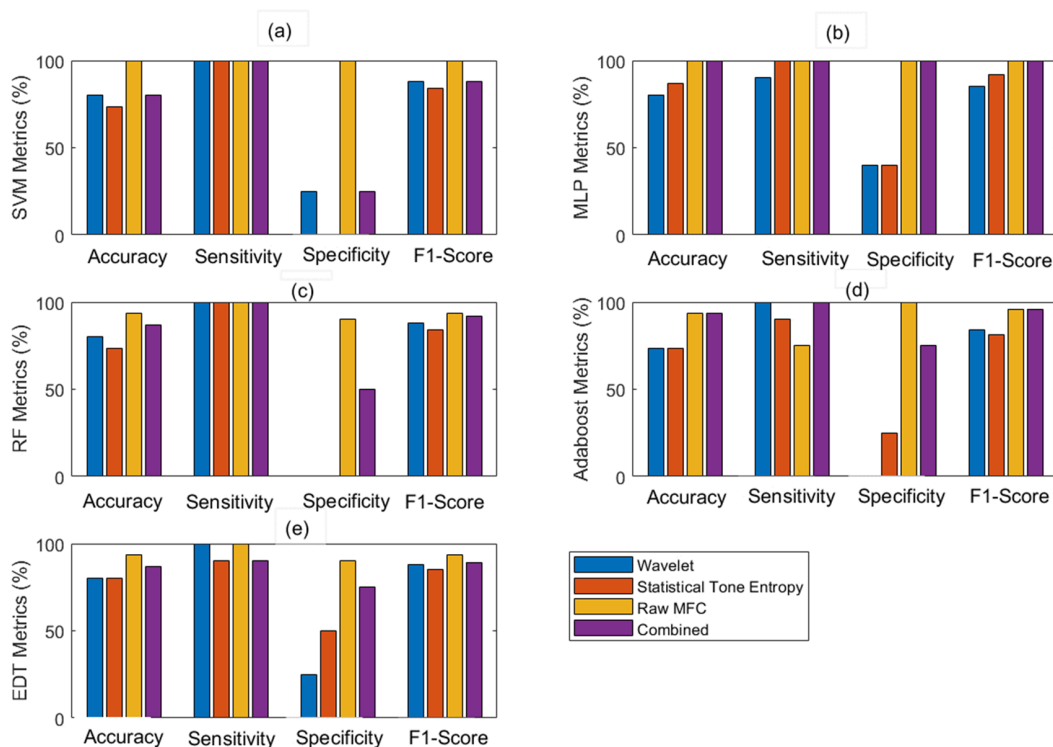 (a)
SVM Metrics (%)
100
50
0
Accuracy Sensitivity Specificity F1-Score
(b)
MLP Metrics (%)
100
50
0
Accuracy Sensitivity Specificity F1-Score
(c)
RF Metrics (%)
100
50
0
Accuracy Sensitivity Specificity F1-Score
(d)
Adaboost Metrics (%)
100
50
0
Accuracy Sensitivity Specificity F1-Score
(e)
EDT Metrics (%)
100
50
0
Accuracy Sensitivity Specificity F1-Score
Wavelet
Statistical Tone Entropy
Raw MFC
Combined